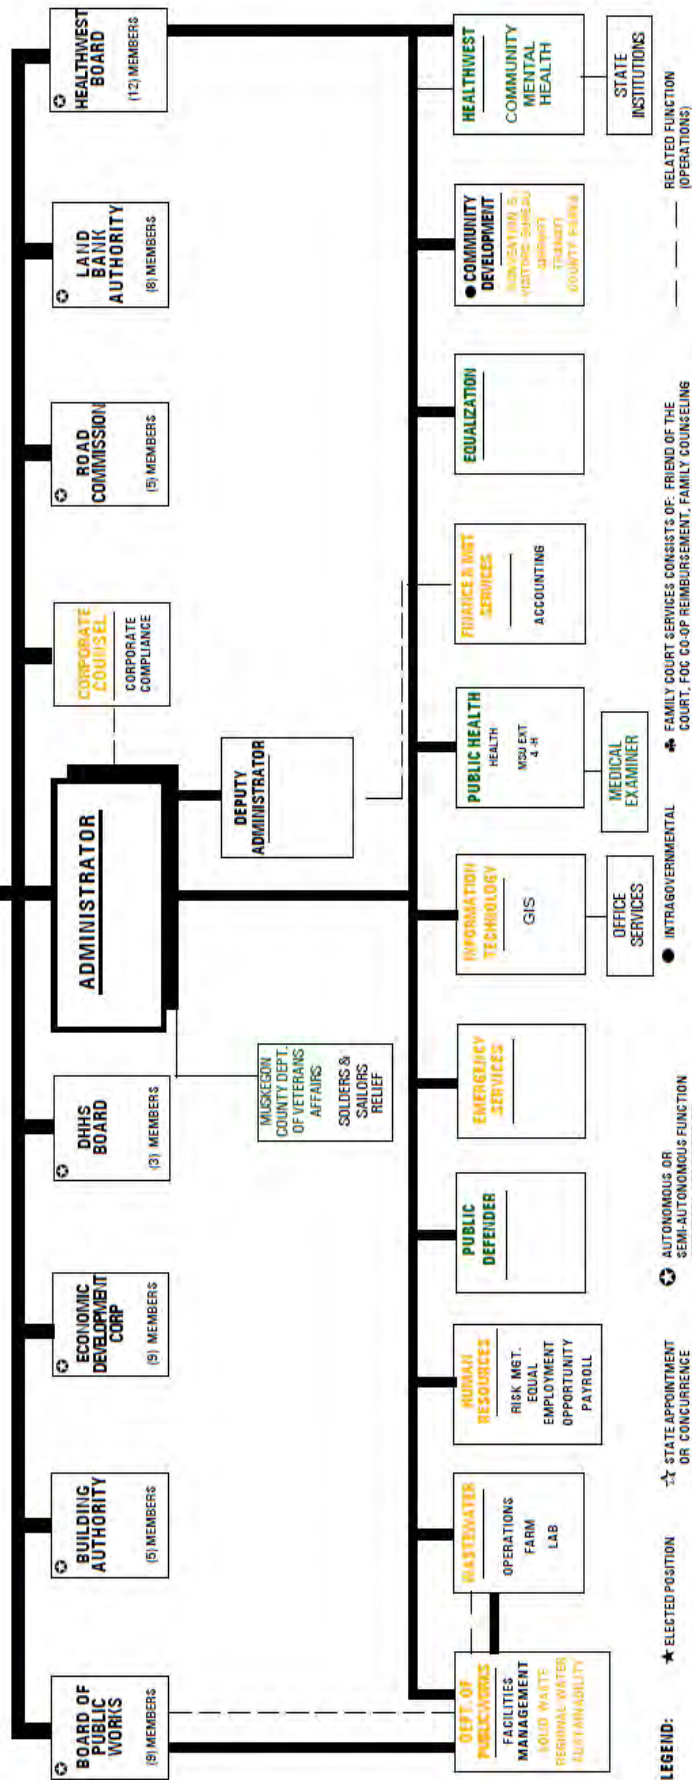 BOARD OF
PUBLIC
WORKS
(9) MEMBERS
BUILDING
AUTHORITY
(5) MEMBERS
ECONOMIC
DEVELOPMENT
CORP
(9) MEMBERS
DHHS
BOARD
(3) MEMBERS
ADMINISTRATOR
CORPORATE
COUNSEL
CORPORATE
COMPLIANCE
ROAD
COMMISSION
(5) MEMBERS
LAND
BANK
AUTHORITY
(8) MEMBERS
HEALTHWEST
BOARD
(12) MEMBERS
MUSKEGON
COUNTY DEPT.
OF VETERANS
AFFAIRS
SOLDERS &
SAILORS
RELIEF
DEPUTY
ADMINISTRATOR
DEPT. OF
PUBLIC WORKS
FACILITIES
MANAGEMENT
SOLID WASTE
REGIONAL WATER
SUSTAINABILITY
WASTEWATER
OPERATIONS
FARM
LAB
HUMAN
RESOURCES
RISK MGT.
EQUAL
EMPLOYMENT
OPPORTUNITY
PAYROLL
PUBLIC
DEFENDER
EMERGENCY
SERVICES
INFORMATION
TECHNOLOGY
GIS
OFFICE
SERVICES
PUBLIC HEALTH
HEALTH
MSU EXT
4 -H
MEDICAL
EXAMINER
FINANCE & MGT
SERVICES
ACCOUNTING
EQUALIZATION
● COMMUNITY
DEVELOPMENT
CONVENTION &
VISITORS BUREAU
AIRPORT
TRANSIT
COUNTY PARKS
HEALTHWEST
COMMUNITY
MENTAL
HEALTH
STATE
INSTITUTIONS
LEGEND:
★ ELECTED POSITION
☆ STATE APPOINTMENT
OR CONCURRENCE
✪ AUTONOMOUS OR
SEMI-AUTONOMOUS FUNCTION
● INTRAGOVERNMENTAL
♣ FAMILY COURT SERVICES CONSISTS OF: FRIEND OF THE
COURT, FOC CO-OP REIMBURSEMENT, FAMILY COUNSELING
RELATED FUNCTION
(OPERATIONS)